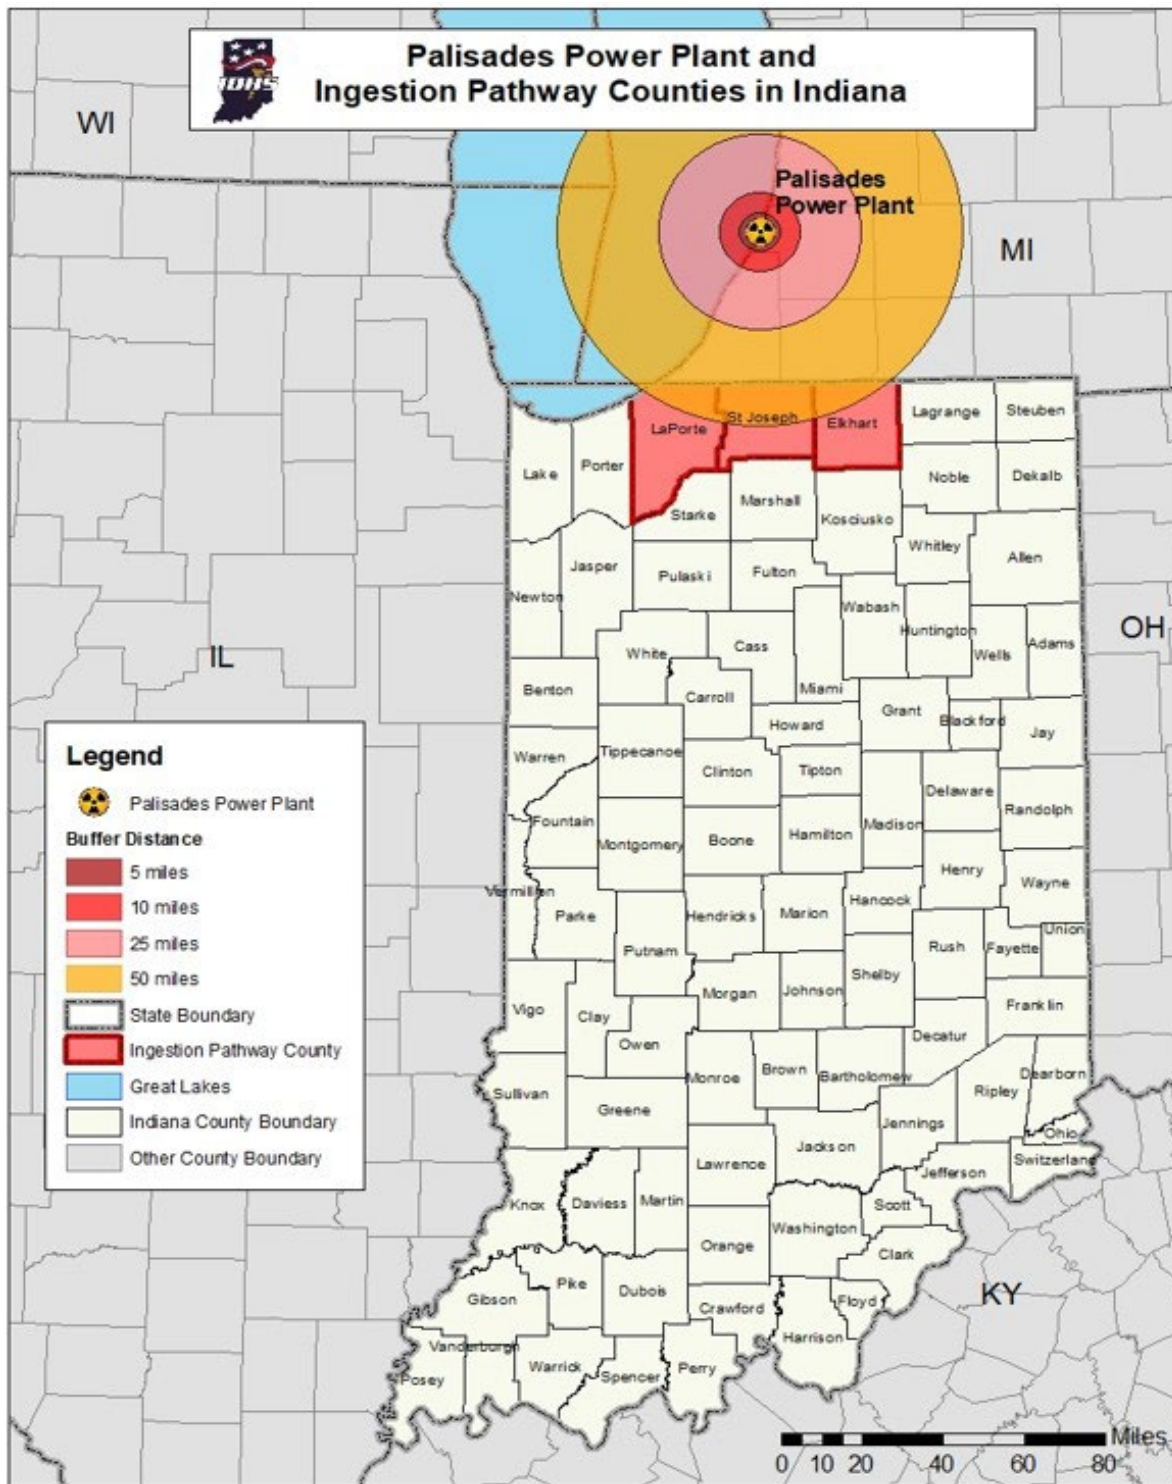 IDHS
Palisades Power Plant and
Ingestion Pathway Counties in Indiana
WI
Palisades
Power Plant
MI
LaPorte
St Joseph
Elkhart
Lagrange
Steuben
Lake
Porter
Noble
Dekalb
Starke
Marshall
Kosciusko
Whitley
Allen
Jasper
Newton
Pulaski
Fulton
Wabash
Huntington
Wells
Adams
OH
IL
White
Cass
Miami
Benton
Carroll
Grant
Blackford
Jay
Howard
Warren
Tippecanoe
Clinton
Tipton
Delaware
Randolph
Fountain
Montgomery
Boone
Hamilton
Madison
Henry
Wayne
Vermillion
Parke
Putnam
Hendricks
Marion
Hancock
Rush
Fayette
Union
Vigo
Clay
Owen
Morgan
Johnson
Shelby
Franklin
Decatur
Sullivan
Greene
Monroe
Brown
Bartholomew
Ripley
Dearborn
Jennings
Ohio
Switzerland
Jackson
Lawrence
Jefferson
Knox
Daviess
Martin
Scott
Washington
Orange
Clark
Pike
Dubois
Gibson
Crawford
Floyd
Harrison
KY
Vanderburgh
Posey
Warrick
Spencer
Perry
Legend
Palisades Power Plant
Buffer Distance
5 miles
10 miles
25 miles
50 miles
State Boundary
Ingestion Pathway County
Great Lakes
Indiana County Boundary
Other County Boundary
Miles
0 10 20 40 60 80